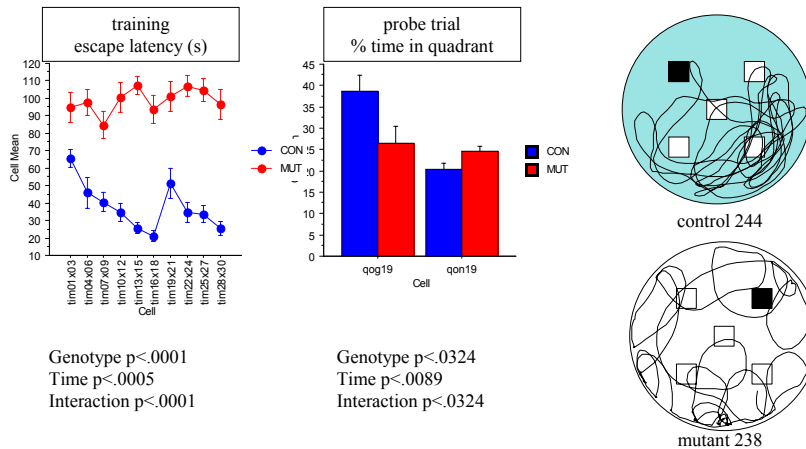 training
escape latency (s)
120
110
100
90
80
70
60
50
40
30
20
10
Cell Mean
tim01x03
tim04x06
tim07x09
tim10x12
tim13x15
tim16x18
tim19x21
tim22x24
tim25x27
tim28x30
Cell
CON
MUT
probe trial
% time in quadrant
45
40
35
30
25
20
15
10
5
0
qog19
qon19
Cell
CON
MUT
Genotype p<.0001
Time p<.0005
Interaction p<.0001
Genotype p<.0324
Time p<.0089
Interaction p<.0324
control 244
mutant 238